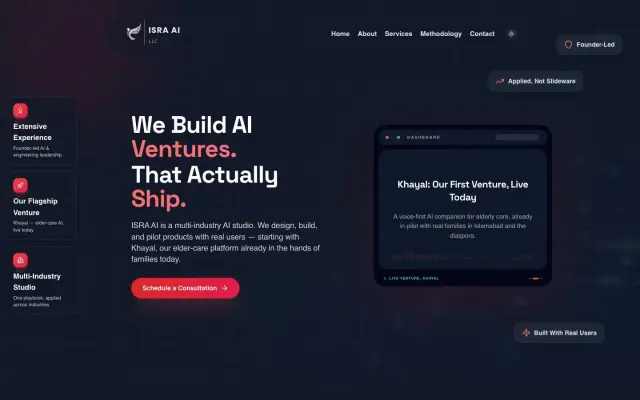 ISRA AI
LLC
Home About Services Methodology Contact
Founder-Led
Applied. Not Slideware
Extensive
Experience
Founder-led AI &
engineering leadership
Our Flagship
Venture
Khayal — elder-care AI,
live today
Multi-Industry
Studio
One playbook, applied
across industries
We Build AI
Ventures.
That Actually
Ship.
ISRA AI is a multi-industry AI studio. We design, build,
and pilot products with real users — starting with
Khayal, our elder-care platform already in the hands of
families today.
Schedule a Consultation →
DASHBOARD
Khayal: Our First Venture, Live
Today
A voice-first AI companion for elderly care, already
in pilot with real families in Islamabad and the
diaspora.
LIVE VENTURE: KHAYAL
Built With Real Users